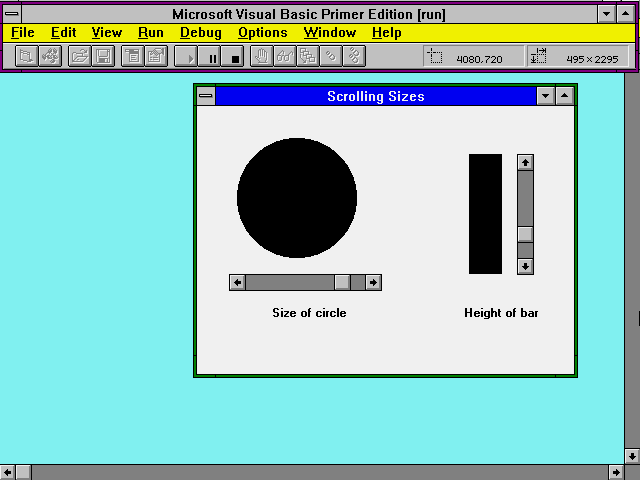 Microsoft Visual Basic Primer Edition [run]
File Edit View Run Debug Options Window Help
4080,720 495×2295
Scrolling Sizes
Size of circle Height of bar